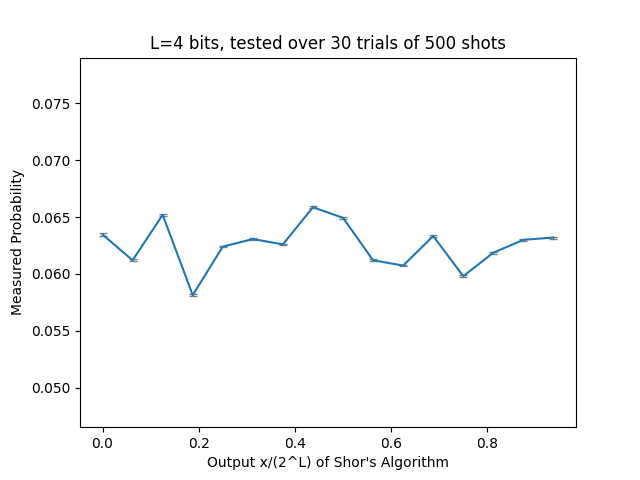 L=4 bits, tested over 30 trials of 500 shots
Measured Probability
0.075
0.070
0.065
0.060
0.055
0.050
0.0 0.2 0.4 0.6 0.8
Output x/(2^L) of Shor's Algorithm